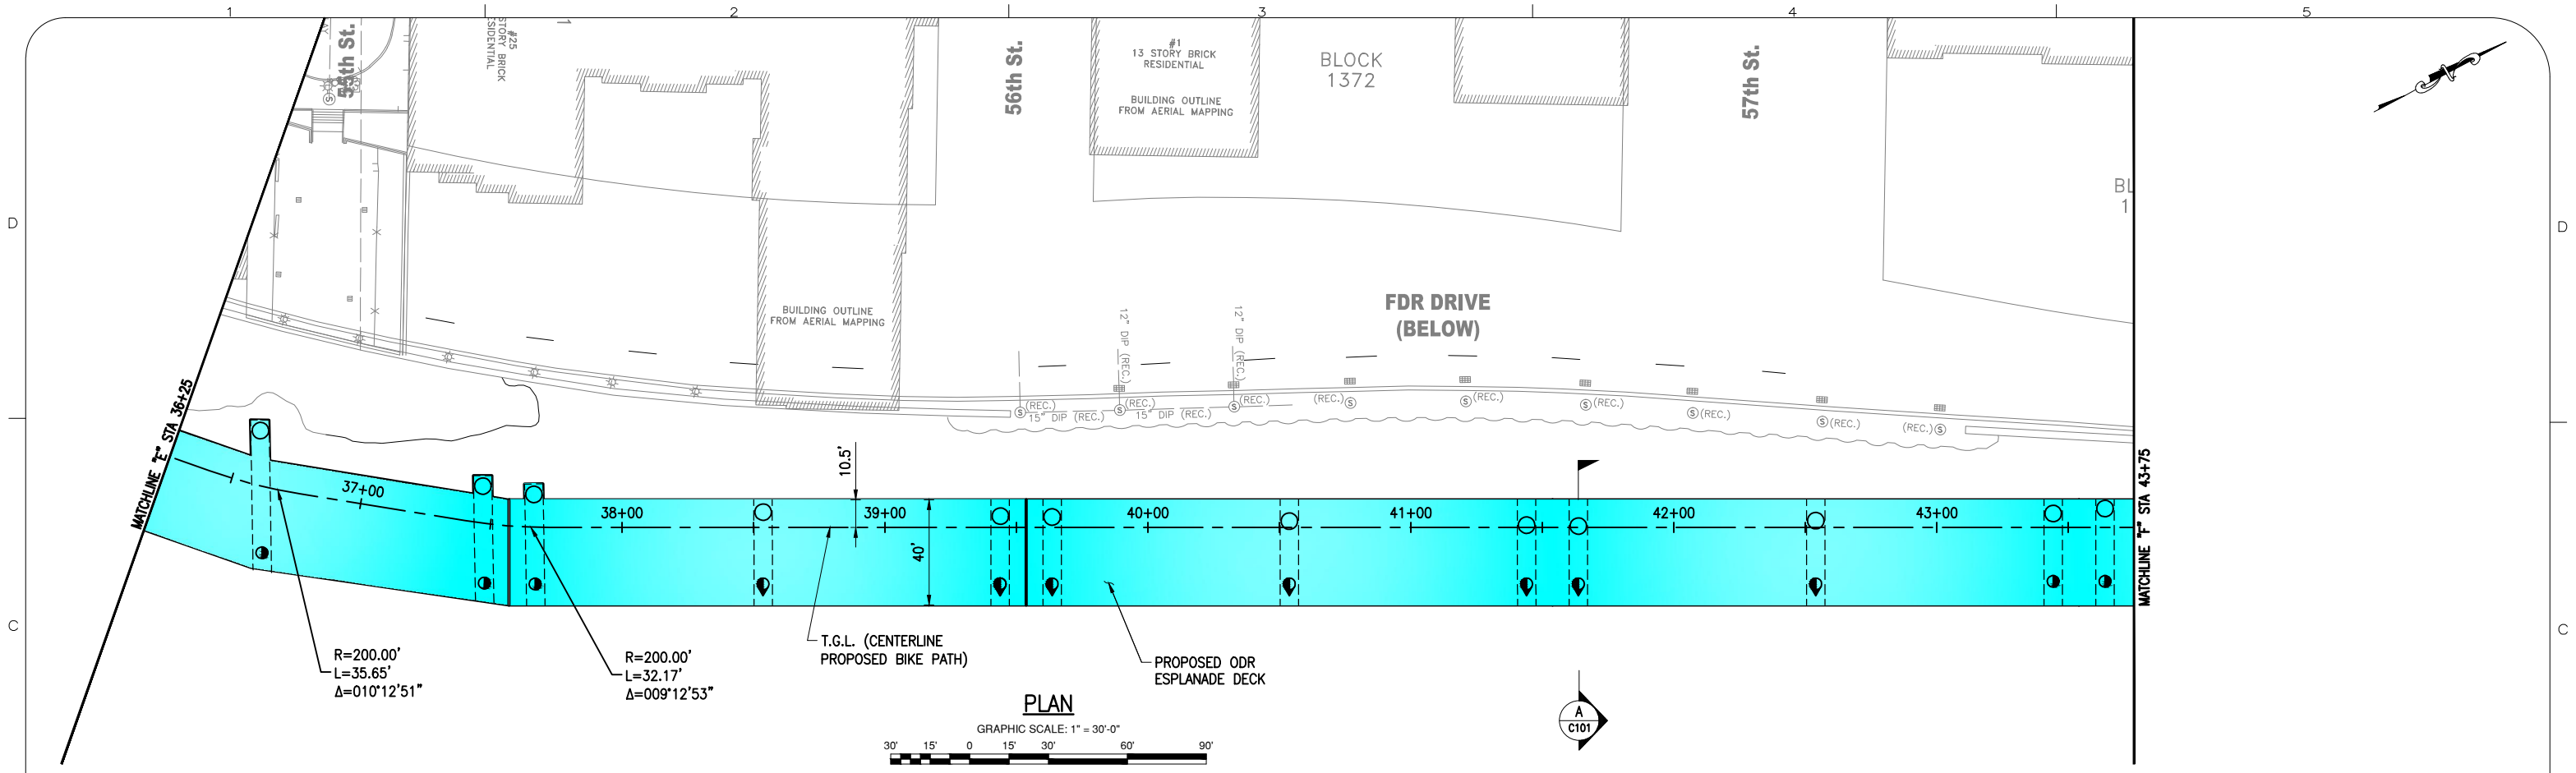 1
2
3
4
5
55th St.
#25
STORY BRICK
RESIDENTIAL
1
56th St.
#1
13 STORY BRICK
RESIDENTIAL
BUILDING OUTLINE
FROM AERIAL MAPPING
BLOCK
1372
57th St.
BL
1
D
D
BUILDING OUTLINE
FROM AERIAL MAPPING
12" DIP (REC.)
12" DIP (REC.)
FDR DRIVE
(BELOW)
S
S (REC.)
S (REC.)
S (REC.)
(REC.) S
S (REC.)
S (REC.)
S (REC.)
S (REC.)
(REC.) S
15" DIP (REC.)
15" DIP (REC.)
MATCHLINE "E" STA 36+25
MATCHLINE "F" STA 43+75
10.5'
40'
37+00
38+00
39+00
40+00
41+00
42+00
43+00
C
C
R=200.00'
L=35.65'
Δ=010°12'51"
R=200.00'
L=32.17'
Δ=009°12'53"
T.G.L. (CENTERLINE
PROPOSED BIKE PATH)
PROPOSED ODR
ESPLANADE DECK
A
C101
PLAN
GRAPHIC SCALE: 1" = 30'-0"
30' 15' 0 15' 30' 60' 90'